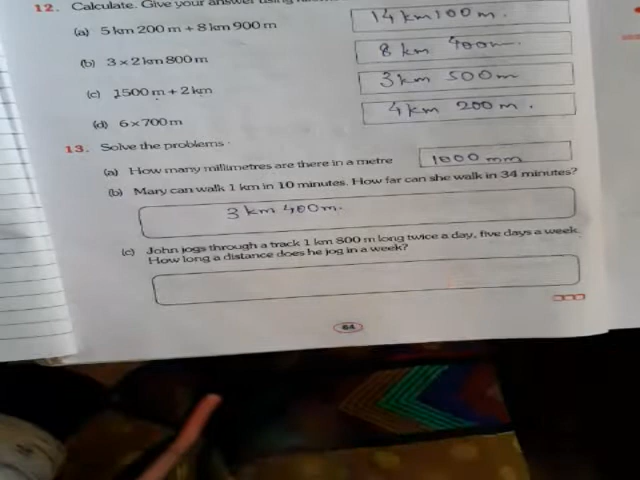 12. Calculate. Give your answer using
(a) 5 km 200 m + 8 km 900 m
14 km 100 m.
(b) 3 × 2 km 800 m
8 km 400m.
(c) 1500 m + 2 km
3 km 500 m
(d) 6×700 m
4 km 200 m.
13. Solve the problems
(a) How many millimetres are there in a metre
1000 mm
(b) Mary can walk 1 km in 10 minutes. How far can she walk in 34 minutes?
3 km 400m.
(c) John jogs through a track 1 km 800 m long twice a day, five days a week.
How long a distance does he jog in a week?
64